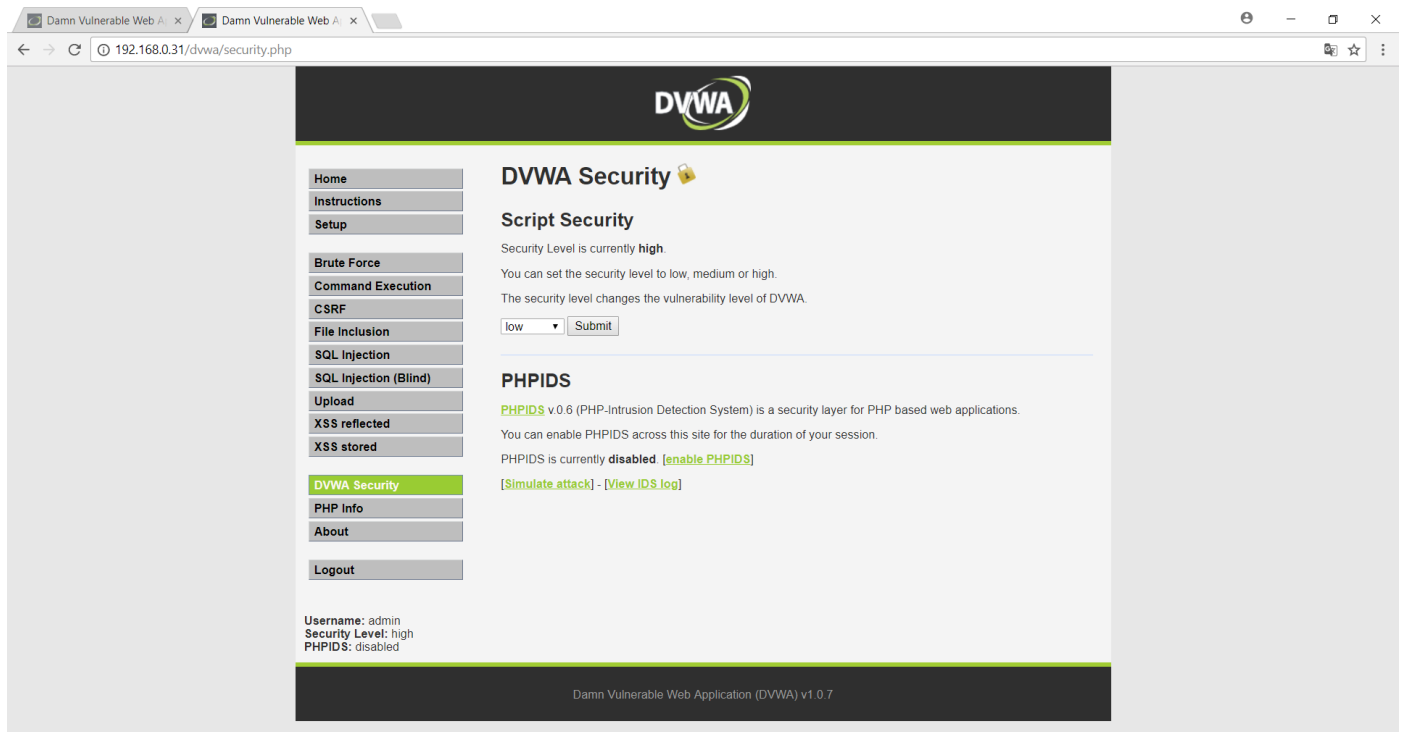 Damn Vulnerable Web A
Damn Vulnerable Web A
192.168.0.31/dvwa/security.php
DVWA
Home
Instructions
Setup
Brute Force
Command Execution
CSRF
File Inclusion
SQL Injection
SQL Injection (Blind)
Upload
XSS reflected
XSS stored
DVWA Security
PHP Info
About
Logout
Username: admin
Security Level: high
PHPIDS: disabled
DVWA Security
Script Security
Security Level is currently high.
You can set the security level to low, medium or high.
The security level changes the vulnerability level of DVWA.
low Submit
PHPIDS
PHPIDS v.0.6 (PHP-Intrusion Detection System) is a security layer for PHP based web applications.
You can enable PHPIDS across this site for the duration of your session.
PHPIDS is currently disabled. [enable PHPIDS]
[Simulate attack] - [View IDS log]
Damn Vulnerable Web Application (DVWA) v1.0.7